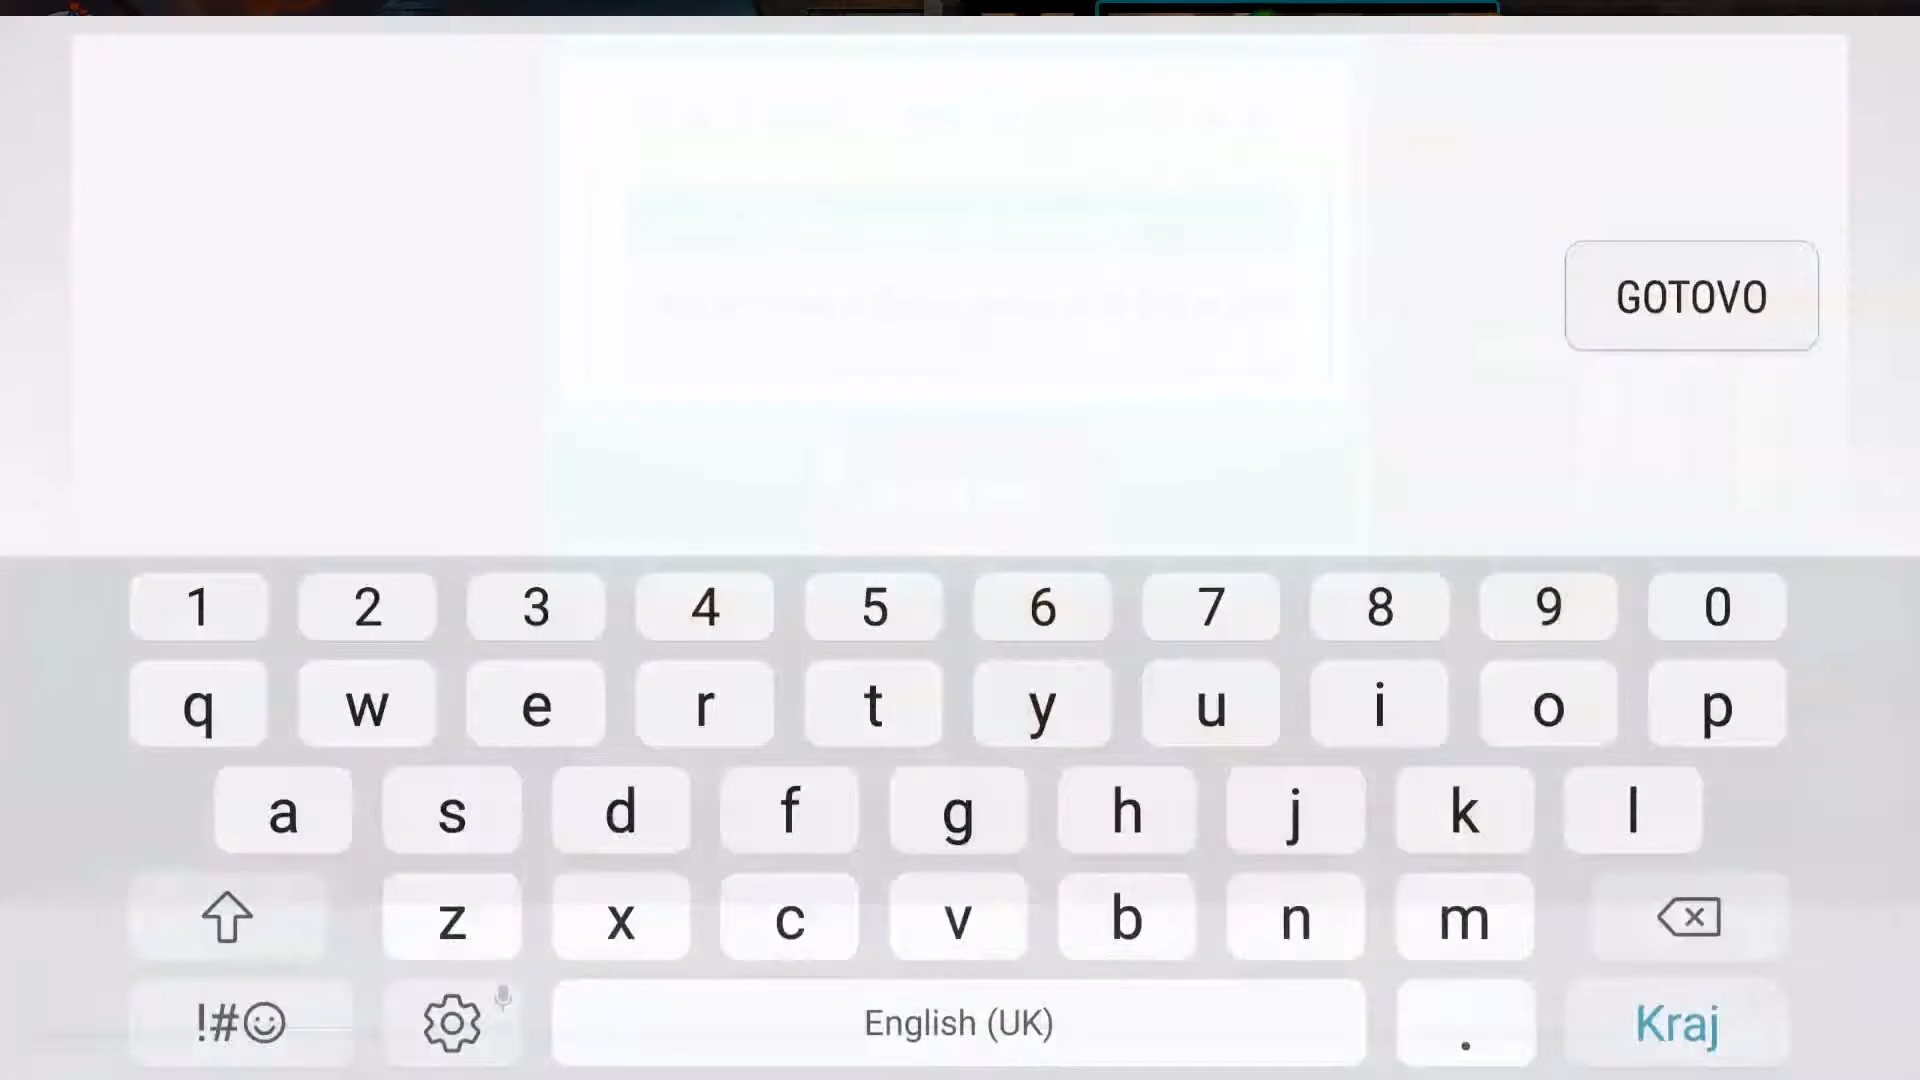 GOTOVO
1 2 3 4 5 6 7 8 9 0
q w e r t y u i o p
a s d f g h j k l
z x c v b n m
!#☺ English (UK) . Kraj